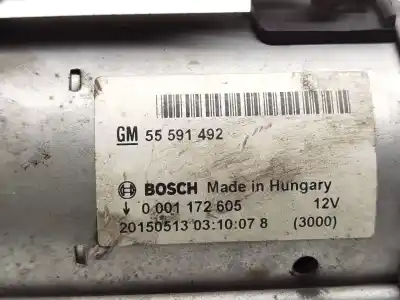 GM 55 591 492
BOSCH Made in Hungary
↓ 0 001 172 605 12V
20150513 03:10:07 8 (3000)